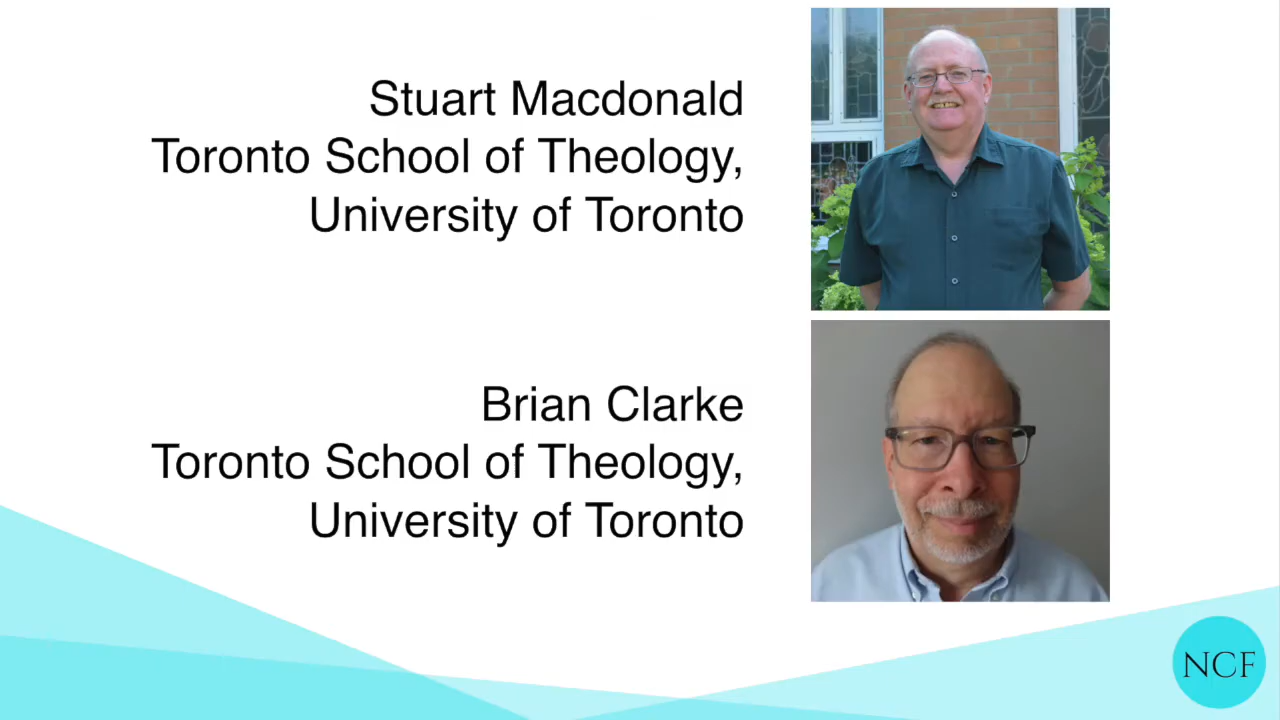 Stuart Macdonald
Toronto School of Theology,
University of Toronto
Brian Clarke
Toronto School of Theology,
University of Toronto
NCF